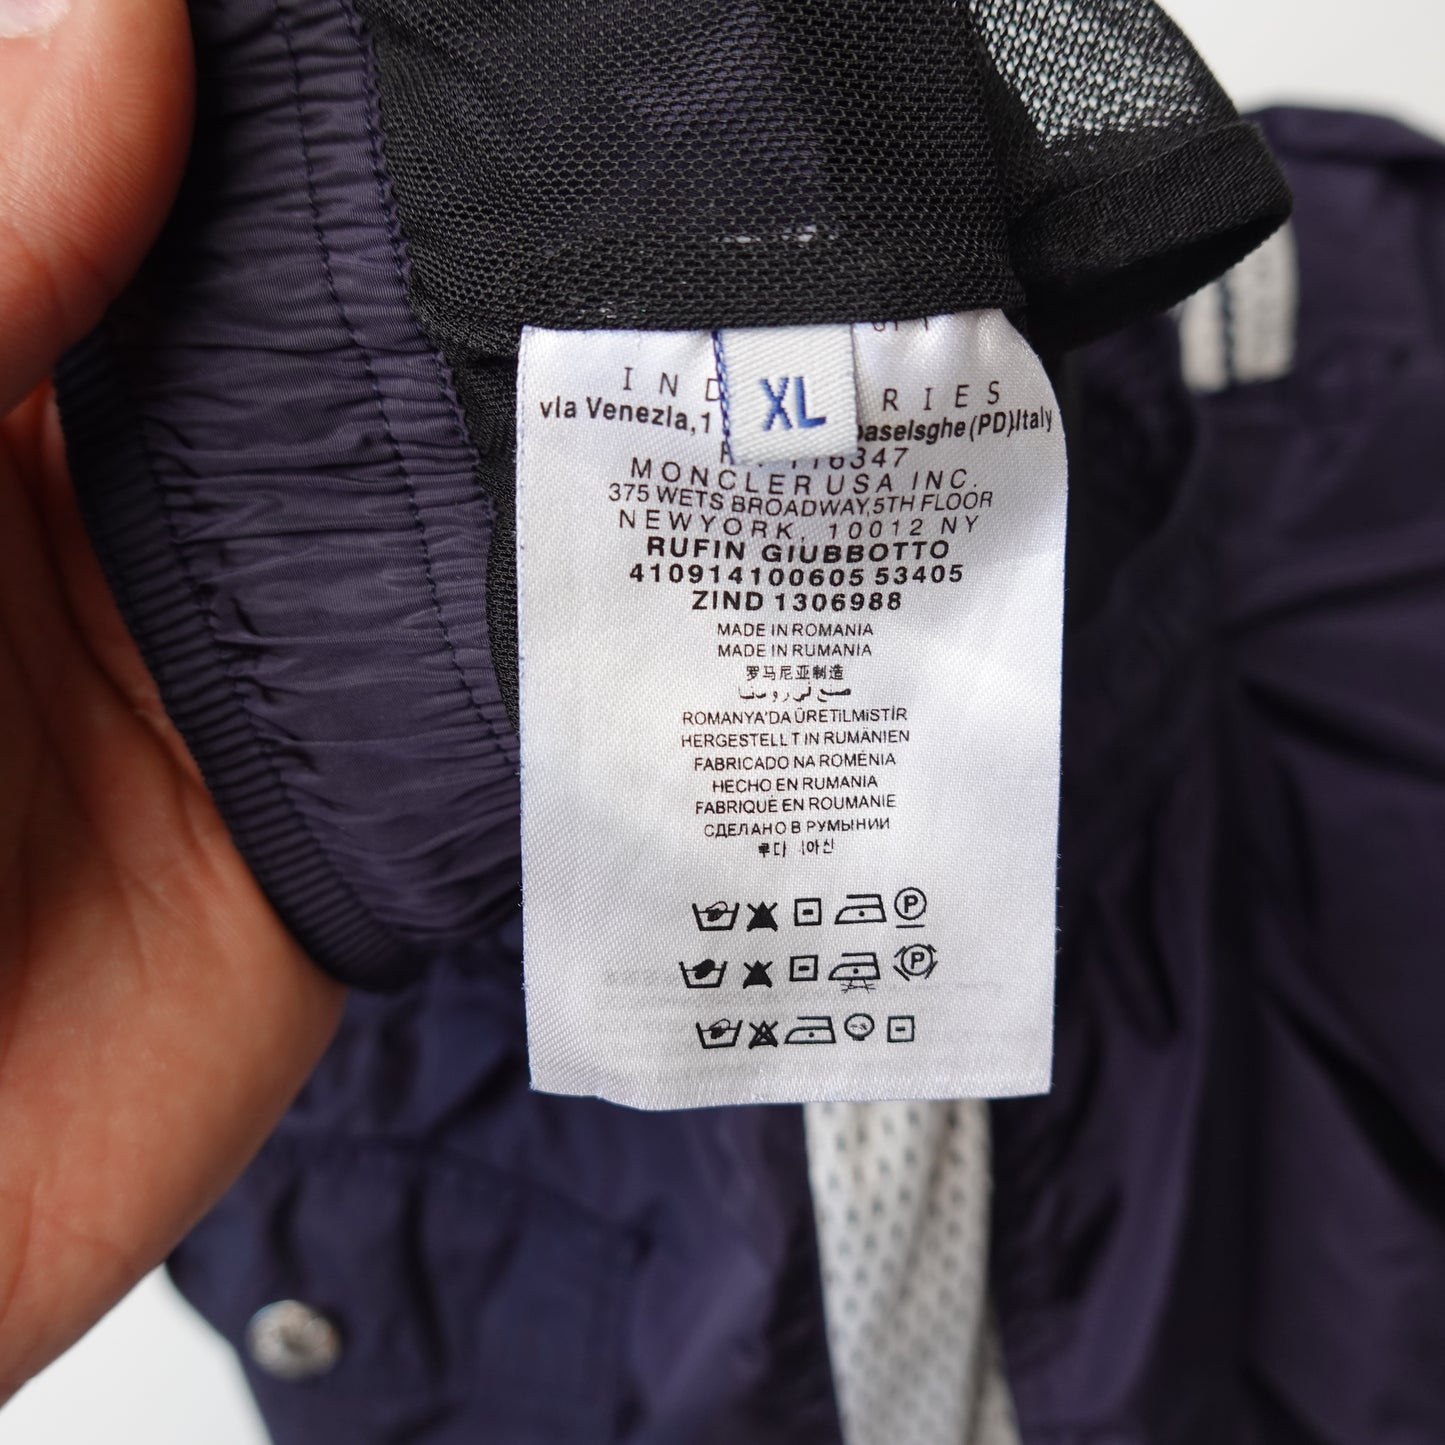 IND RIES
XL
vIa Venezla,1 baselsghe (PD)Italy
116347
MONCLER USA INC.
375 WETS BROADWAY,5TH FLOOR
NEWYORK, 10012 NY
RUFIN GIUBBOTTO
410914100605 53405
ZIND 1306988
MADE IN ROMANIA
MADE IN RUMANIA
罗马尼亚制造
ROMANYA'DA ÜRETILMISTIR
HERGESTELLT IN RUMÄNIEN
FABRICADO NA ROMÉNIA
HECHO EN RUMANIA
FABRIQUÉ EN ROUMANIE
СДЕЛАНО В РУМЫНИИ
P
P